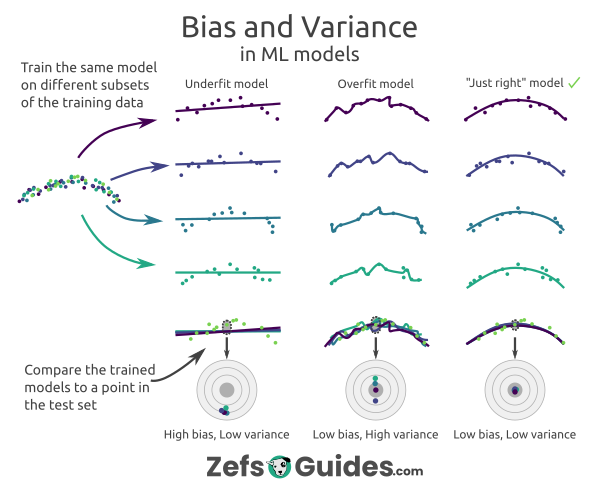 Bias and Variance
in ML models
Train the same model
on different subsets
of the training data
Underfit model
Overfit model
"Just right" model
Compare the trained
models to a point in
the test set
High bias, Low variance
Low bias, High variance
Low bias, Low variance
Zefs Guides.com